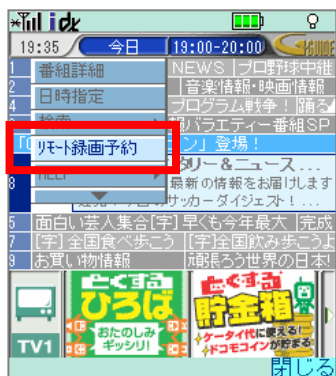 19:35
今日
19:00-20:00
GGUIDE
1
番組詳細
NEWS
プロ野球中継
2
日時指定
音楽情報・映画情報
プログラム戦争!
踊る
4
検索
報バラエティー番組SP
リモート録画予約
ン」登場!
タリー&ニュース...
8
HELP
最新の情報をお届けします
サッカーダイジェスト!...
5
面白い芸人集合[字]
早くも今年最大
完成
7
[字]全国食べ歩こう
[字]全国飲み歩こうよ
9
お買い物情報
頑張ろう世界の日本!
とくする
ひろば
おたのしみ
ギッシリ!
とくする
貯金箱
ケータイ代に使える!
ドコモコインが貯まる!
TV1
閉じる